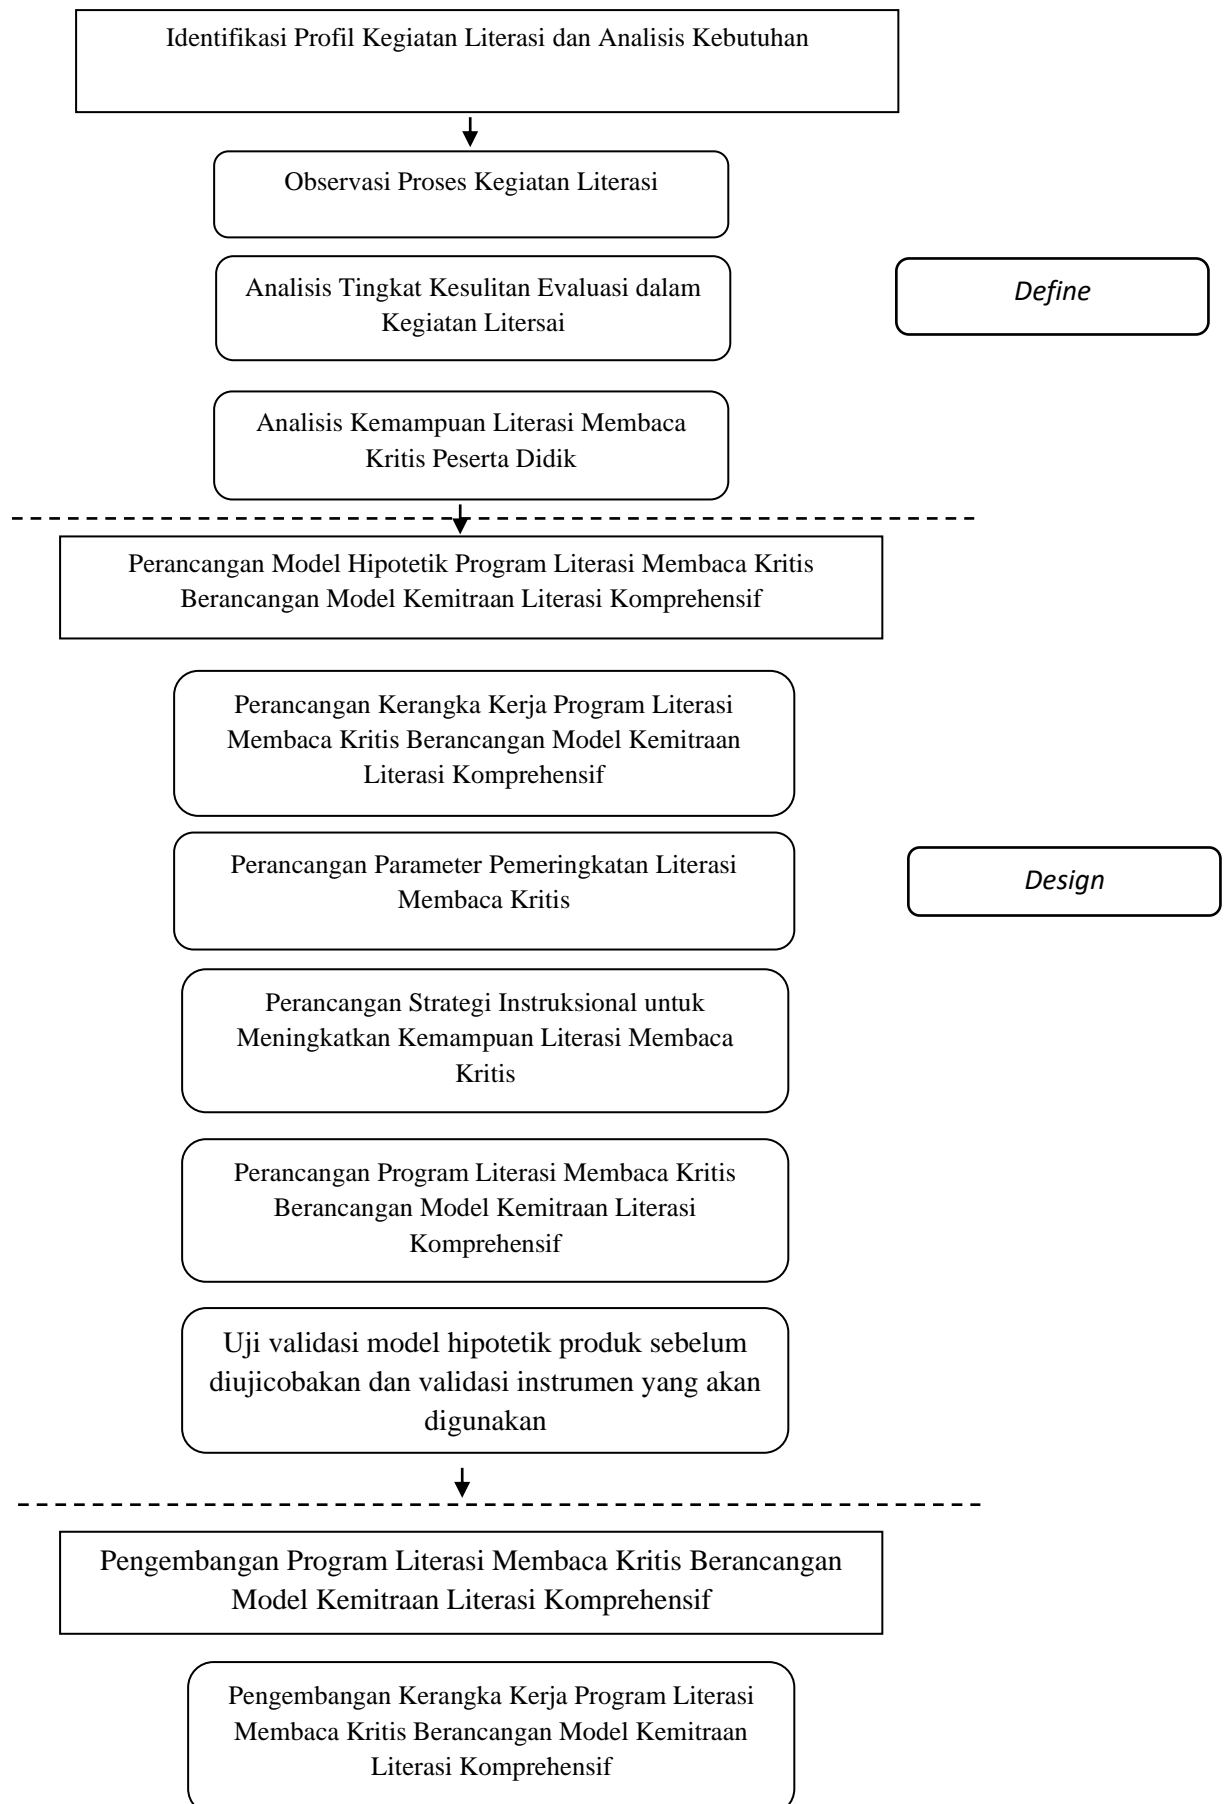 Identifikasi Profil Kegiatan Literasi dan Analisis Kebutuhan
Observasi Proses Kegiatan Literasi
Analisis Tingkat Kesulitan Evaluasi dalam
Kegiatan Litersai
Define
Analisis Kemampuan Literasi Membaca
Kritis Peserta Didik
Perancangan Model Hipotetik Program Literasi Membaca Kritis
Berancangan Model Kemitraan Literasi Komprehensif
Perancangan Kerangka Kerja Program Literasi
Membaca Kritis Berancangan Model Kemitraan
Literasi Komprehensif
Perancangan Parameter Pemeringkatan Literasi
Membaca Kritis
Design
Perancangan Strategi Instruksional untuk
Meningkatkan Kemampuan Literasi Membaca
Kritis
Perancangan Program Literasi Membaca Kritis
Berancangan Model Kemitraan Literasi
Komprehensif
Uji validasi model hipotetik produk sebelum
diujicobakan dan validasi instrumen yang akan
digunakan
Pengembangan Program Literasi Membaca Kritis Berancangan
Model Kemitraan Literasi Komprehensif
Pengembangan Kerangka Kerja Program Literasi
Membaca Kritis Berancangan Model Kemitraan
Literasi Komprehensif